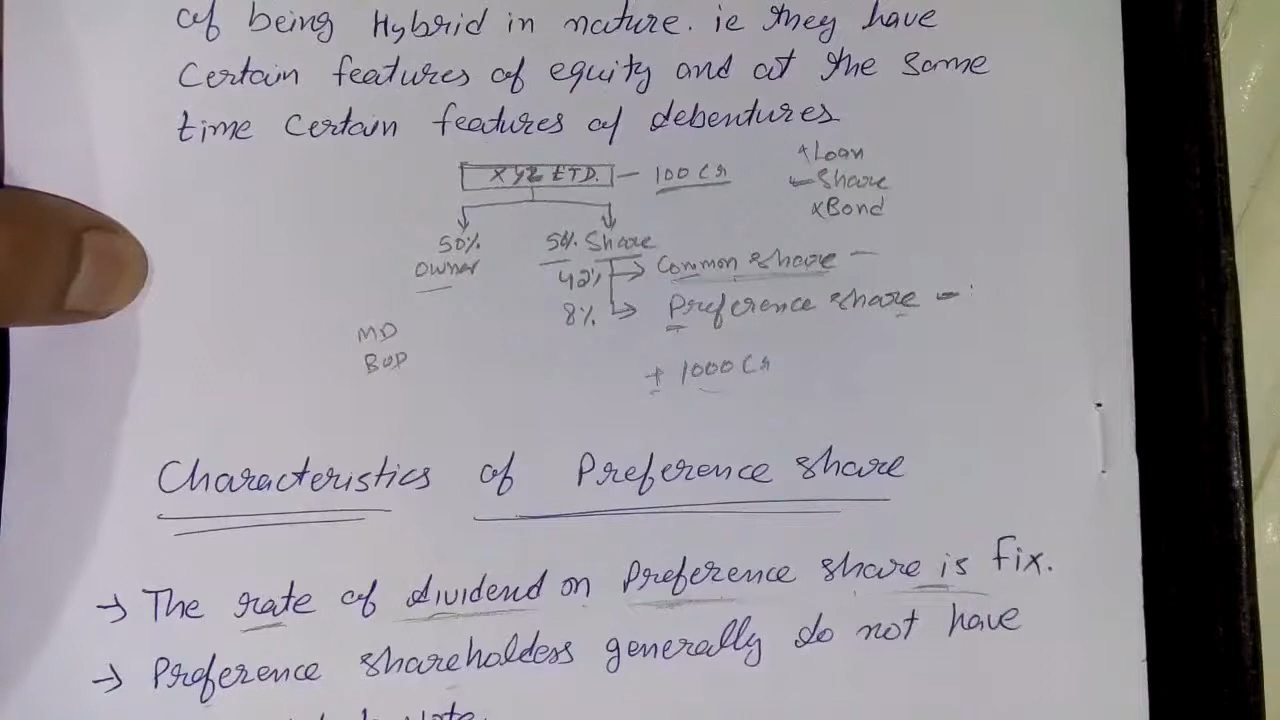 of being Hybrid in nature. ie they have
certain features of equity and at the same
time certain features of debentures
Loan
XYZ LTD. — 100 Cr
Share
Bond
50% 50% Share
Owner 42% Common share —
8% Preference share -
MD
BOD
+ 1000 Cr
Characteristics of Preference share
→ The rate of dividend on Preference share is fix.
→ Preference shareholders generally do not have
vote.